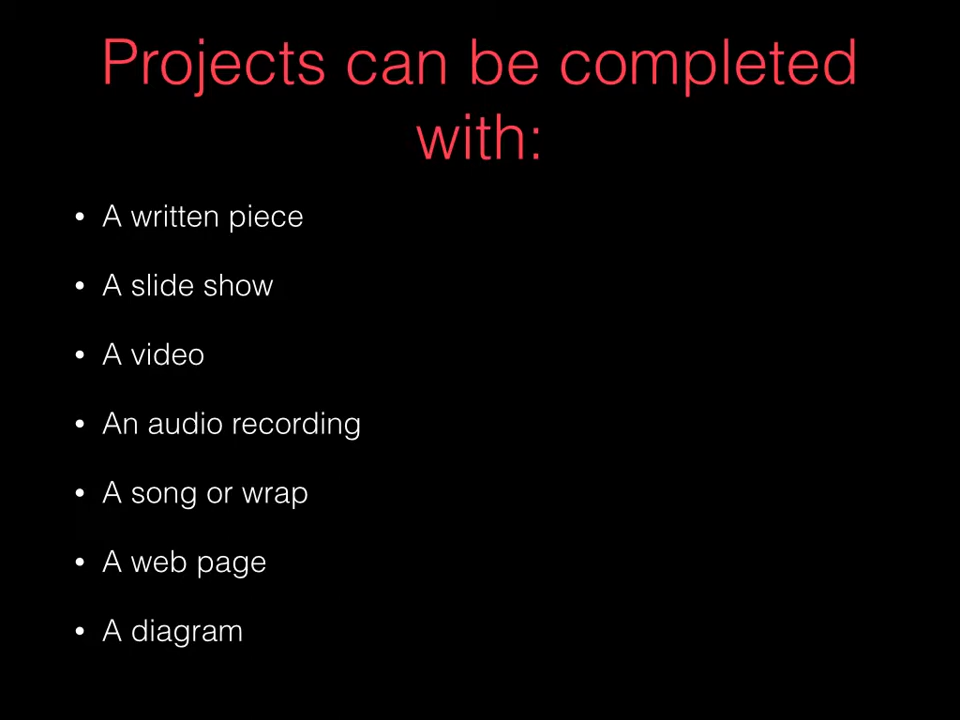 Projects can be completed
with:
• A written piece
• A slide show
• A video
• An audio recording
• A song or wrap
• A web page
• A diagram